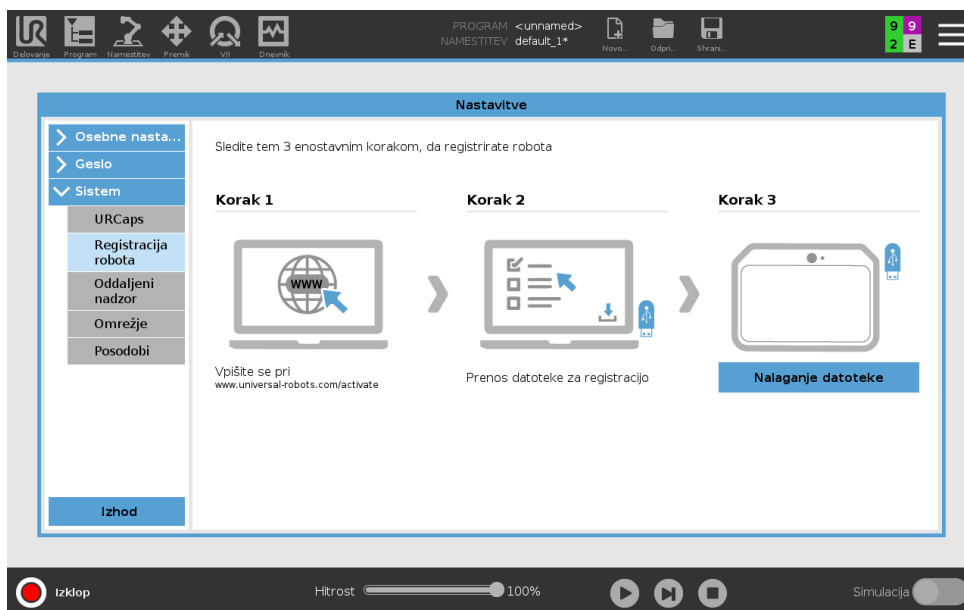 PROGRAM <unnamed>
NAMESTITEV default_1*
Delovanje Program Namestitev Premik V/I Dnevnik
Novo... Odpri... Shrani...
9 9
2 E
Nastavitve
Osebne nasta...
Geslo
Sistem
URCaps
Registracija
robota
Oddaljeni
nadzor
Omrežje
Posodobi
Izhod
Sledite tem 3 enostavnim korakom, da registrirate robota
Korak 1
www
Vpišite se pri
www.universal-robots.com/activate
Korak 2
Prenos datoteke za registracijo
Korak 3
Nalaganje datoteke
Izklop
Hitrost 100%
Simulacija